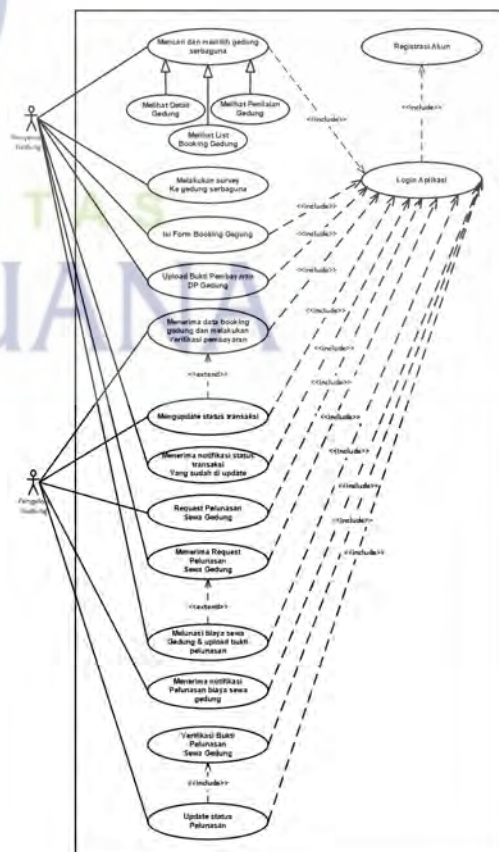 Mencari dan memilih gedung
serbaguna
Registrasi Akun
Melihat Detail
Gedung
Melihat Penilaian
Gedung
Melihat List
Booking Gedung
<<include>>
<<include>>
Gedung
Melakukan survey
Ke gedung serbaguna
Login Aplikasi
TAS
Isi Form Booking Gegung
<<include>>
<<include>>
Upload Bukti Pembayaran
DP Gedung
<<include>>
UANA
Menerima data booking
gedung dan melakukan
Verifikasi pembayaran
<<include>>
<<include>>
<<extend>>
<<include>>
Mengupdate status transaksi
<<include>>
<<include>>
Menerima notifikasi status
transaksi
Yang sudah di update
<<include>>
Pengelola
Gedung
Request Pelunasan
Sewa Gedung
<<include>>
<<include>>
Menerima Request
Pelunasan
Sewa Gedung
<<include>>
<<extend>>
Melunasi biaya sewa
Gedung & upload bukti
pelunasan
Menerima notifikasi
Pelunasan biaya sewa
gedung
Verifikasi Bukti
Pelunasan
Sewa Gedung
<<include>>
Update status
Pelunasan